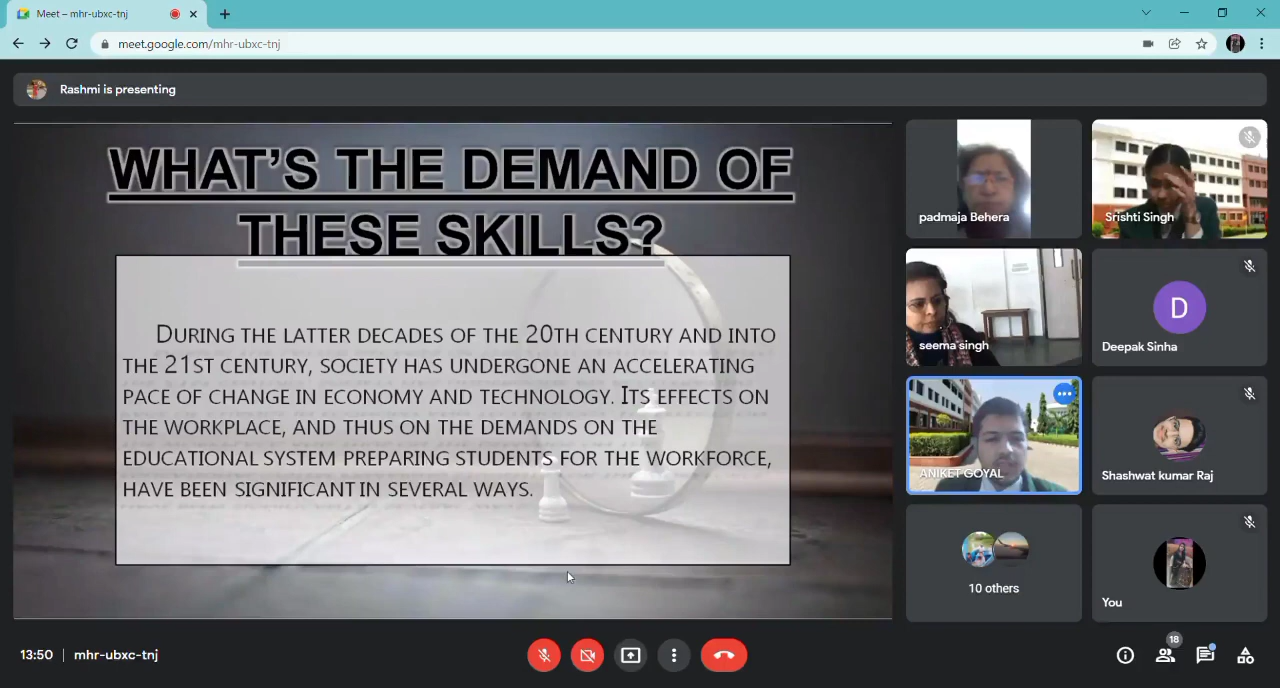 Meet – mhr-ubxc-tnj
meet.google.com/mhr-ubxc-tnj
Rashmi is presenting
WHAT'S THE DEMAND OF
THESE SKILLS?
DURING THE LATTER DECADES OF THE 20TH CENTURY AND INTO
THE 21ST CENTURY, SOCIETY HAS UNDERGONE AN ACCELERATING
PACE OF CHANGE IN ECONOMY AND TECHNOLOGY. ITS EFFECTS ON
THE WORKPLACE, AND THUS ON THE DEMANDS ON THE
EDUCATIONAL SYSTEM PREPARING STUDENTS FOR THE WORKFORCE,
HAVE BEEN SIGNIFICANT IN SEVERAL WAYS.
padmaja Behera
Srishti Singh
seema singh
D
Deepak Sinha
ANIKET GOYAL
Shashwat kumar Raj
10 others
You
13:50 | mhr-ubxc-tnj
18